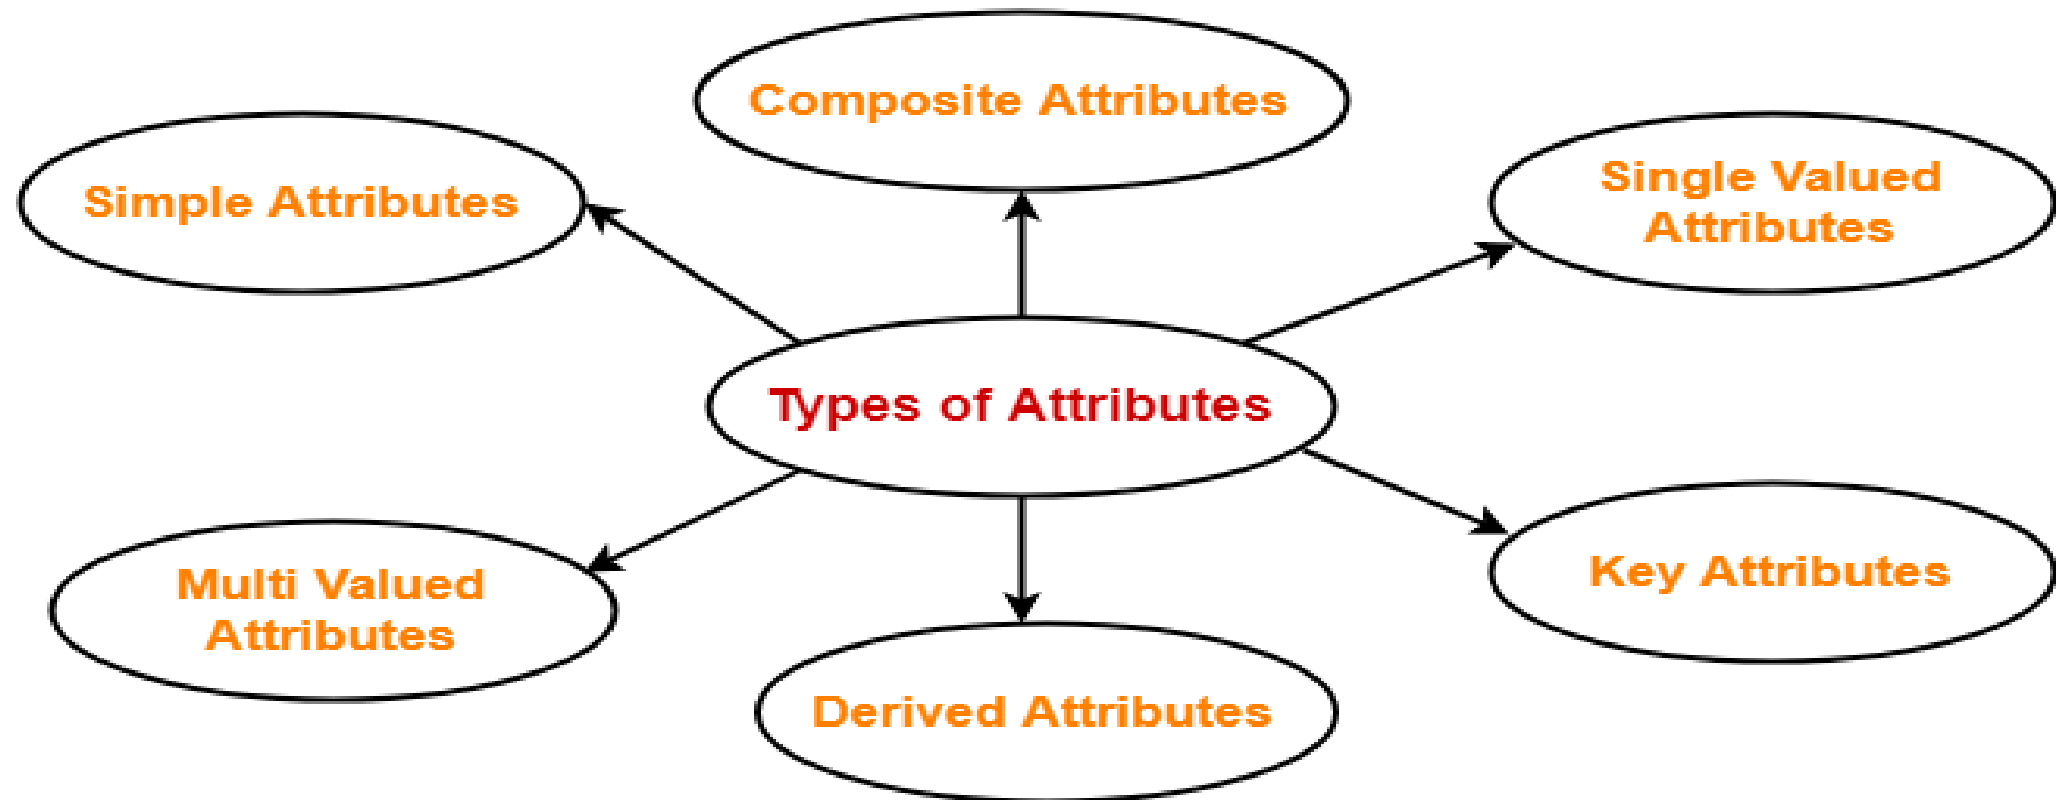 Composite Attributes
Simple Attributes
Single Valued
Attributes
Types of Attributes
Multi Valued
Attributes
Key Attributes
Derived Attributes